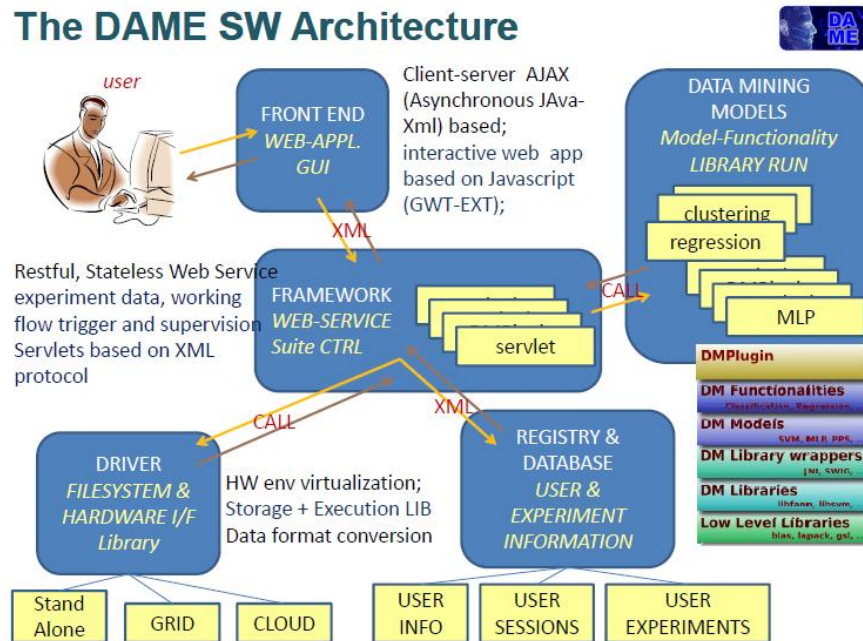 The DAME SW Architecture
DA
ME
user
FRONT END
WEB-APPL.
GUI
Client-server AJAX
(Asynchronous JAva-
Xml) based;
interactive web app
based on Javascript
(GWT-EXT);
DATA MINING
MODELS
Model-Functionality
LIBRARY RUN
clustering
regression
MLP
XML
Restful, Stateless Web Service
experiment data, working
flow trigger and supervision
Servlets based on XML
protocol
FRAMEWORK
WEB-SERVICE
Suite CTRL
servlet
CALL
CALL
XML
DMPlugin
DM Functionalities
Classification, Regression, ..
DM Models
SVM, MLP, PPS, ..
DM Library wrappers
JNI, SWIG, ..
DM Libraries
libfann, libsvm, ..
Low Level Libraries
blas, lapack, gsl, ..
DRIVER
FILESYSTEM &
HARDWARE I/F
Library
HW env virtualization;
Storage + Execution LIB
Data format conversion
REGISTRY &
DATABASE
USER &
EXPERIMENT
INFORMATION
Stand
Alone
GRID
CLOUD
USER
INFO
USER
SESSIONS
USER
EXPERIMENTS